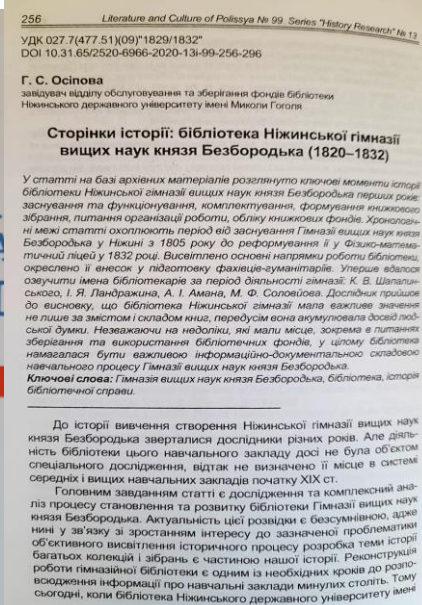 256
Literature and Culture of Polissya № 99. Series "History Research" № 13
УДК 027.7(477.51)(09)"1829/1832"
DOI 10.31.65/2520-6966-2020-13i-99-256-296
Г. С. Осіпова
завідувач відділу обслуговування та зберігання фондів бібліотеки
Ніжинського державного університету імені Миколи Гоголя
Сторінки історії: бібліотека Ніжинської гімназії
вищих наук князя Безбородька (1820–1832)
У статті на базі архівних матеріалів розглянуто ключові моменти історії
бібліотеки Ніжинської гімназії вищих наук князя Безбородька перших років:
заснування та функціонування, комплектування, формування книжкового
зібрання, питання організації роботи, обліку книжкових фондів. Хронологіч-
ні межі статті охоплюють період від заснування Гімназії вищих наук князя
Безбородька у Ніжині з 1805 року до реформування її у Фізико-матема-
тичний ліцей у 1832 році. Висвітлено основні напрямки роботи бібліотеки,
окреслено її внесок у підготовку фахівців-гуманітаріїв. Уперше вдалося
озвучити імена бібліотекарів за період діяльності гімназії: К. В. Шапалин-
ського, І. Я. Ландражина, А. І. Амана, М. Ф. Соловйова. Дослідник прийшов
до висновку, що бібліотека Ніжинської гімназії мала важливе значення
не лише за змістом і складом книг, передусім вона акумулювала досвід люд-
ської думки. Незважаючи на недоліки, які мали місце, зокрема в питаннях
зберігання та використання бібліотечних фондів, у цілому бібліотека
намагалася бути важливою інформаційно-документальною складовою
навчального процесу Гімназії вищих наук князя Безбородька.
Ключові слова: Гімназія вищих наук князя Безбородька, бібліотека, історія
бібліотечної справи.
До історії вивчення створення Ніжинської гімназії вищих наук
князя Безбородька зверталися дослідники різних років. Але діяль-
ність бібліотеки цього навчального закладу досі не була об'єктом
спеціального дослідження, відтак не визначено її місце в системі
середніх і вищих навчальних закладів початку XIX ст.
Головним завданням статті є дослідження та комплексний ана-
ліз процесу становлення та розвитку бібліотеки Гімназії вищих наук
князя Безбородька. Актуальність цієї розвідки є безсумнівною, адже
нині у зв'язку зі зростанням інтересу до зазначеної проблематики
об'єктивного висвітлення історичного процесу розробка теми історії
багатьох колекцій і зібрань є частиною нашої історії. Реконструкція
роботи гімназійної бібліотеки є одним із необхідних кроків до розпо-
всюдження інформації про навчальні заклади минулих століть. Тому
сьогодні, коли бібліотека Ніжинського державного університету імені